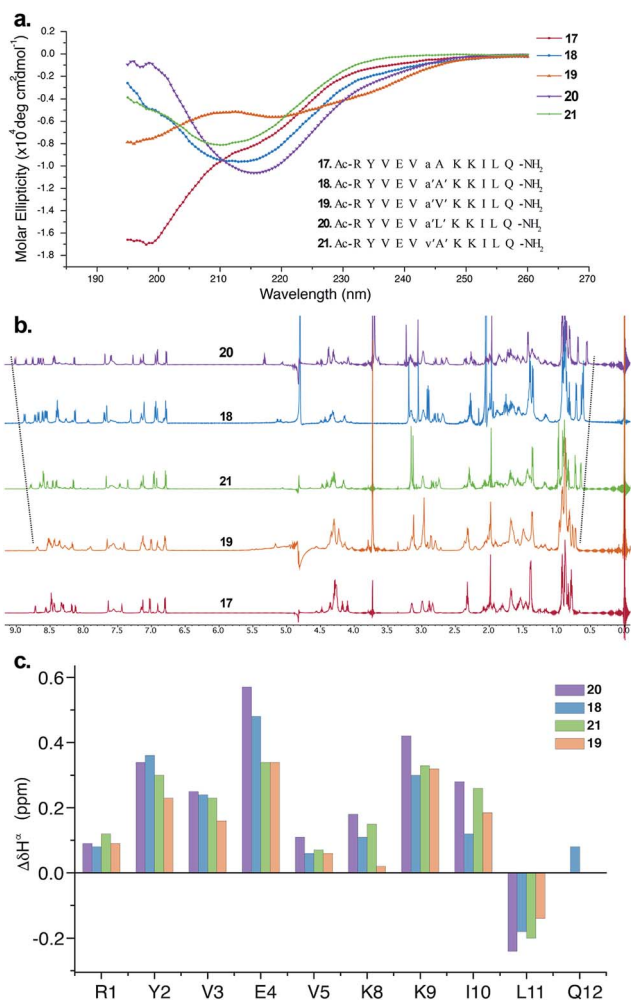 a.
0.2
0.0
-0.2
-0.4
-0.6
-0.8
-1.0
-1.2
-1.4
-1.6
-1.8
Molar Ellipticity (x10⁴deg cm²dmol⁻¹)
17
18
19
20
21
17. Ac-R Y V E V a A K K I L Q -NH₂
18. Ac-R Y V E V a'A' K K I L Q -NH₂
19. Ac-R Y V E V a'V' K K I L Q -NH₂
20. Ac-R Y V E V a'L' K K I L Q -NH₂
21. Ac-R Y V E V v'A' K K I L Q -NH₂
190 200 210 220 230 240 250 260 270
Wavelength (nm)
b.
20
18
21
19
17
9.0 8.5 8.0 7.5 7.0 6.5 6.0 5.5 5.0 4.5 4.0 3.5 3.0 2.5 2.0 1.5 1.0 0.5 0.0
c.
0.6
0.4
0.2
0.0
-0.2
ΔδHᵅ (ppm)
20
18
21
19
R1 Y2 V3 E4 V5 K8 K9 I10 L11 Q12